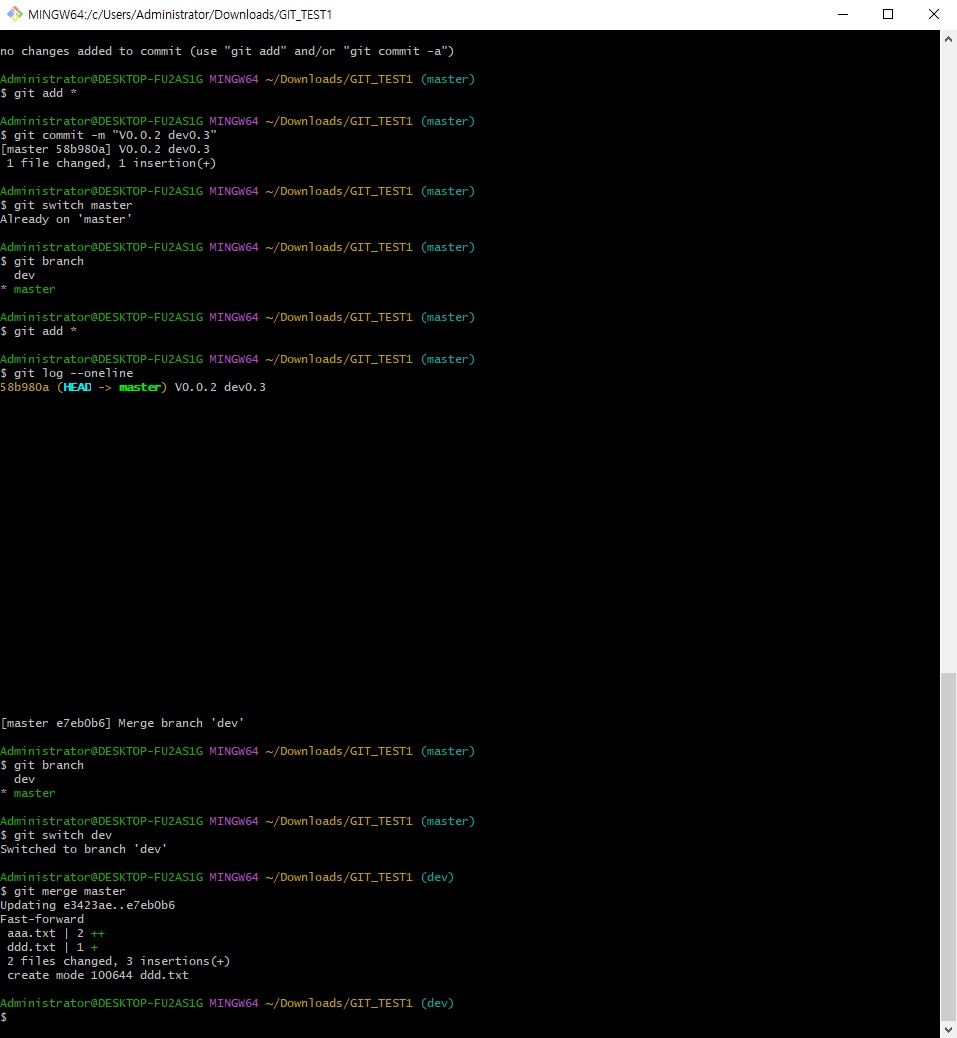 MINGW64:/c/Users/Administrator/Downloads/GIT_TEST1
no changes added to commit (use "git add" and/or "git commit -a")
Administrator@DESKTOP-FU2AS1G MINGW64 ~/Downloads/GIT_TEST1 (master)
$ git add *
Administrator@DESKTOP-FU2AS1G MINGW64 ~/Downloads/GIT_TEST1 (master)
$ git commit -m "V0.0.2 dev0.3"
[master 58b980a] V0.0.2 dev0.3
 1 file changed, 1 insertion(+)
Administrator@DESKTOP-FU2AS1G MINGW64 ~/Downloads/GIT_TEST1 (master)
$ git switch master
Already on 'master'
Administrator@DESKTOP-FU2AS1G MINGW64 ~/Downloads/GIT_TEST1 (master)
$ git branch
  dev
* master
Administrator@DESKTOP-FU2AS1G MINGW64 ~/Downloads/GIT_TEST1 (master)
$ git add *
Administrator@DESKTOP-FU2AS1G MINGW64 ~/Downloads/GIT_TEST1 (master)
$ git log --oneline
58b980a (HEAD -> master) V0.0.2 dev0.3
[master e7eb0b6] Merge branch 'dev'
Administrator@DESKTOP-FU2AS1G MINGW64 ~/Downloads/GIT_TEST1 (master)
$ git branch
  dev
* master
Administrator@DESKTOP-FU2AS1G MINGW64 ~/Downloads/GIT_TEST1 (master)
$ git switch dev
Switched to branch 'dev'
Administrator@DESKTOP-FU2AS1G MINGW64 ~/Downloads/GIT_TEST1 (dev)
$ git merge master
Updating e3423ae..e7eb0b6
Fast-forward
 aaa.txt | 2 ++
 ddd.txt | 1 +
 2 files changed, 3 insertions(+)
 create mode 100644 ddd.txt
Administrator@DESKTOP-FU2AS1G MINGW64 ~/Downloads/GIT_TEST1 (dev)
$